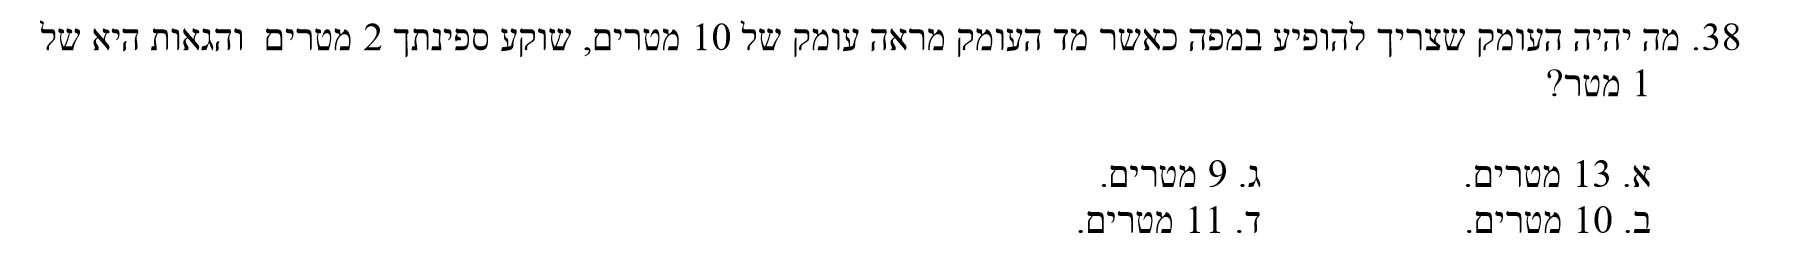 38. מה יהיה העומק שצריך להופיע במפה כאשר מד העומק מראה עומק של 10 מטרים, שוקע ספינתך 2 מטרים והגאות היא של
1 מטר?
א. 13 מטרים. ג. 9 מטרים.
ב. 10 מטרים. ד. 11 מטרים.